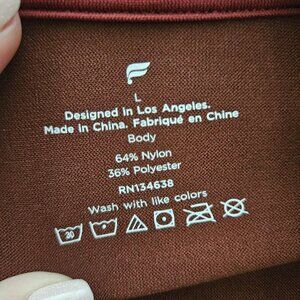 L
Designed in Los Angeles.
Made in China. Fabriqué en Chine
Body
64% Nylon
36% Polyester
RN134638
Wash with like colors
30